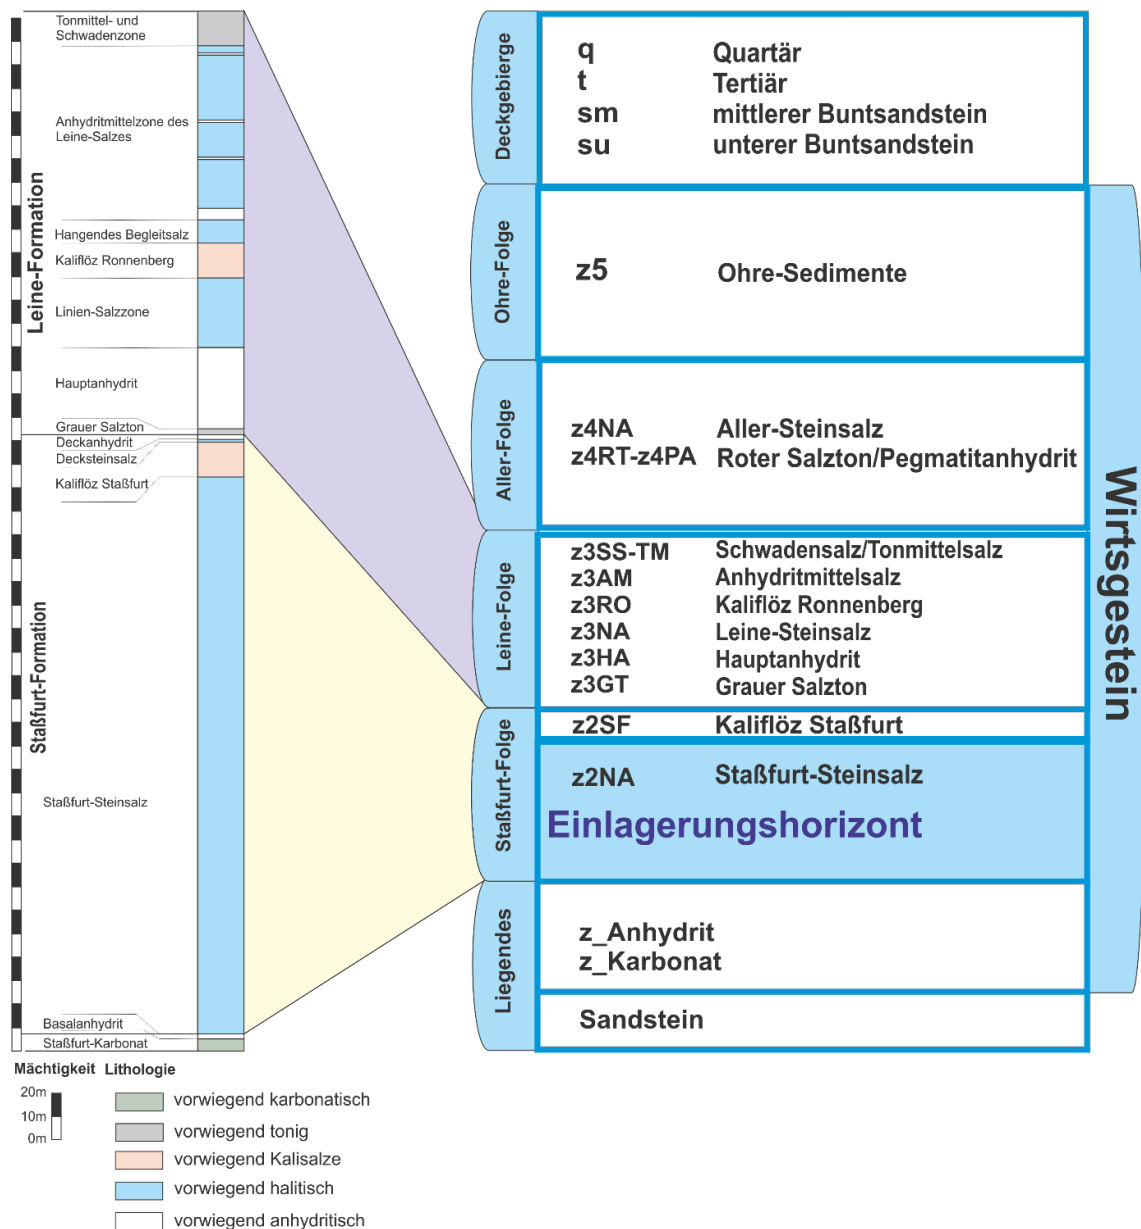 Leine-Formation
Tonmittel- und
Schwadenzone
Anhydritmittelzone des
Leine-Salzes
Hangendes Begleitsalz
Kaliflöz Ronnenberg
Linien-Salzzone
Hauptanhydrit
Grauer Salzton
Staßfurt-Formation
Deckanhydrit
Decksteinsalz
Kaliflöz Staßfurt
Staßfurt-Steinsalz
Basalanhydrit
Staßfurt-Karbonat
Mächtigkeit
20m
10m
0m
Lithologie
vorwiegend karbonatisch
vorwiegend tonig
vorwiegend Kalisalze
vorwiegend halitisch
vorwiegend anhydritisch
Deckgebierge
q Quartär
t Tertiär
sm mittlerer Buntsandstein
su unterer Buntsandstein
Ohre-Folge
z5 Ohre-Sedimente
Aller-Folge
z4NA Aller-Steinsalz
z4RT-z4PA Roter Salzton/Pegmatitanhydrit
Leine-Folge
z3SS-TM Schwadensalz/Tonmittelsalz
z3AM Anhydritmittelsalz
z3RO Kaliflöz Ronnenberg
z3NA Leine-Steinsalz
z3HA Hauptanhydrit
z3GT Grauer Salzton
Staßfurt-Folge
z2SF Kaliflöz Staßfurt
z2NA Staßfurt-Steinsalz
Einlagerungshorizont
Liegendes
z_Anhydrit
z_Karbonat
Sandstein
Wirtsgestein